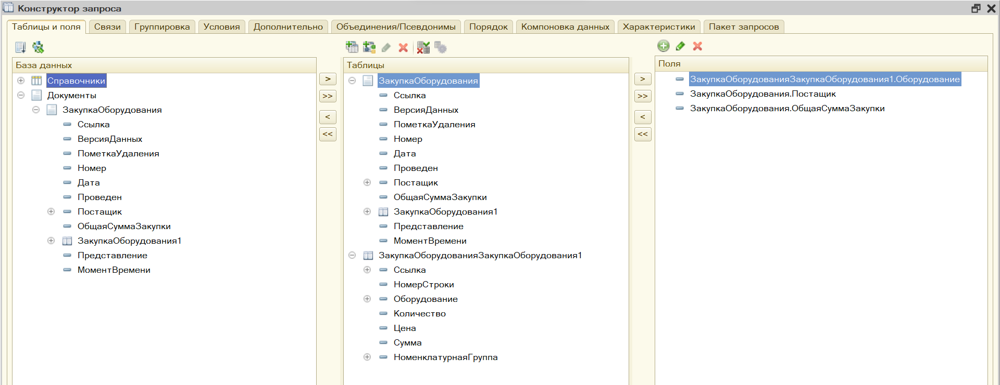 Конструктор запроса
Таблицы и поля Связи Группировка Условия Дополнительно Объединения/Псевдонимы Порядок Компоновка данных Характеристики Пакет запросов
База данных
Справочники
Документы
ЗакупкаОборудования
Ссылка
ВерсияДанных
ПометкаУдаления
Номер
Дата
Проведен
Постащик
ОбщаяСуммаЗакупки
ЗакупкаОборудования1
Представление
МоментВремени
>
>>
<
<<
Таблицы
ЗакупкаОборудования
Ссылка
ВерсияДанных
ПометкаУдаления
Номер
Дата
Проведен
Постащик
ОбщаяСуммаЗакупки
ЗакупкаОборудования1
Представление
МоментВремени
ЗакупкаОборудованияЗакупкаОборудования1
Ссылка
НомерСтроки
Оборудование
Количество
Цена
Сумма
НоменклатурнаяГруппа
>
>>
<
<<
Поля
ЗакупкаОборудованияЗакупкаОборудования1.Оборудование
ЗакупкаОборудования.Постащик
ЗакупкаОборудования.ОбщаяСуммаЗакупки